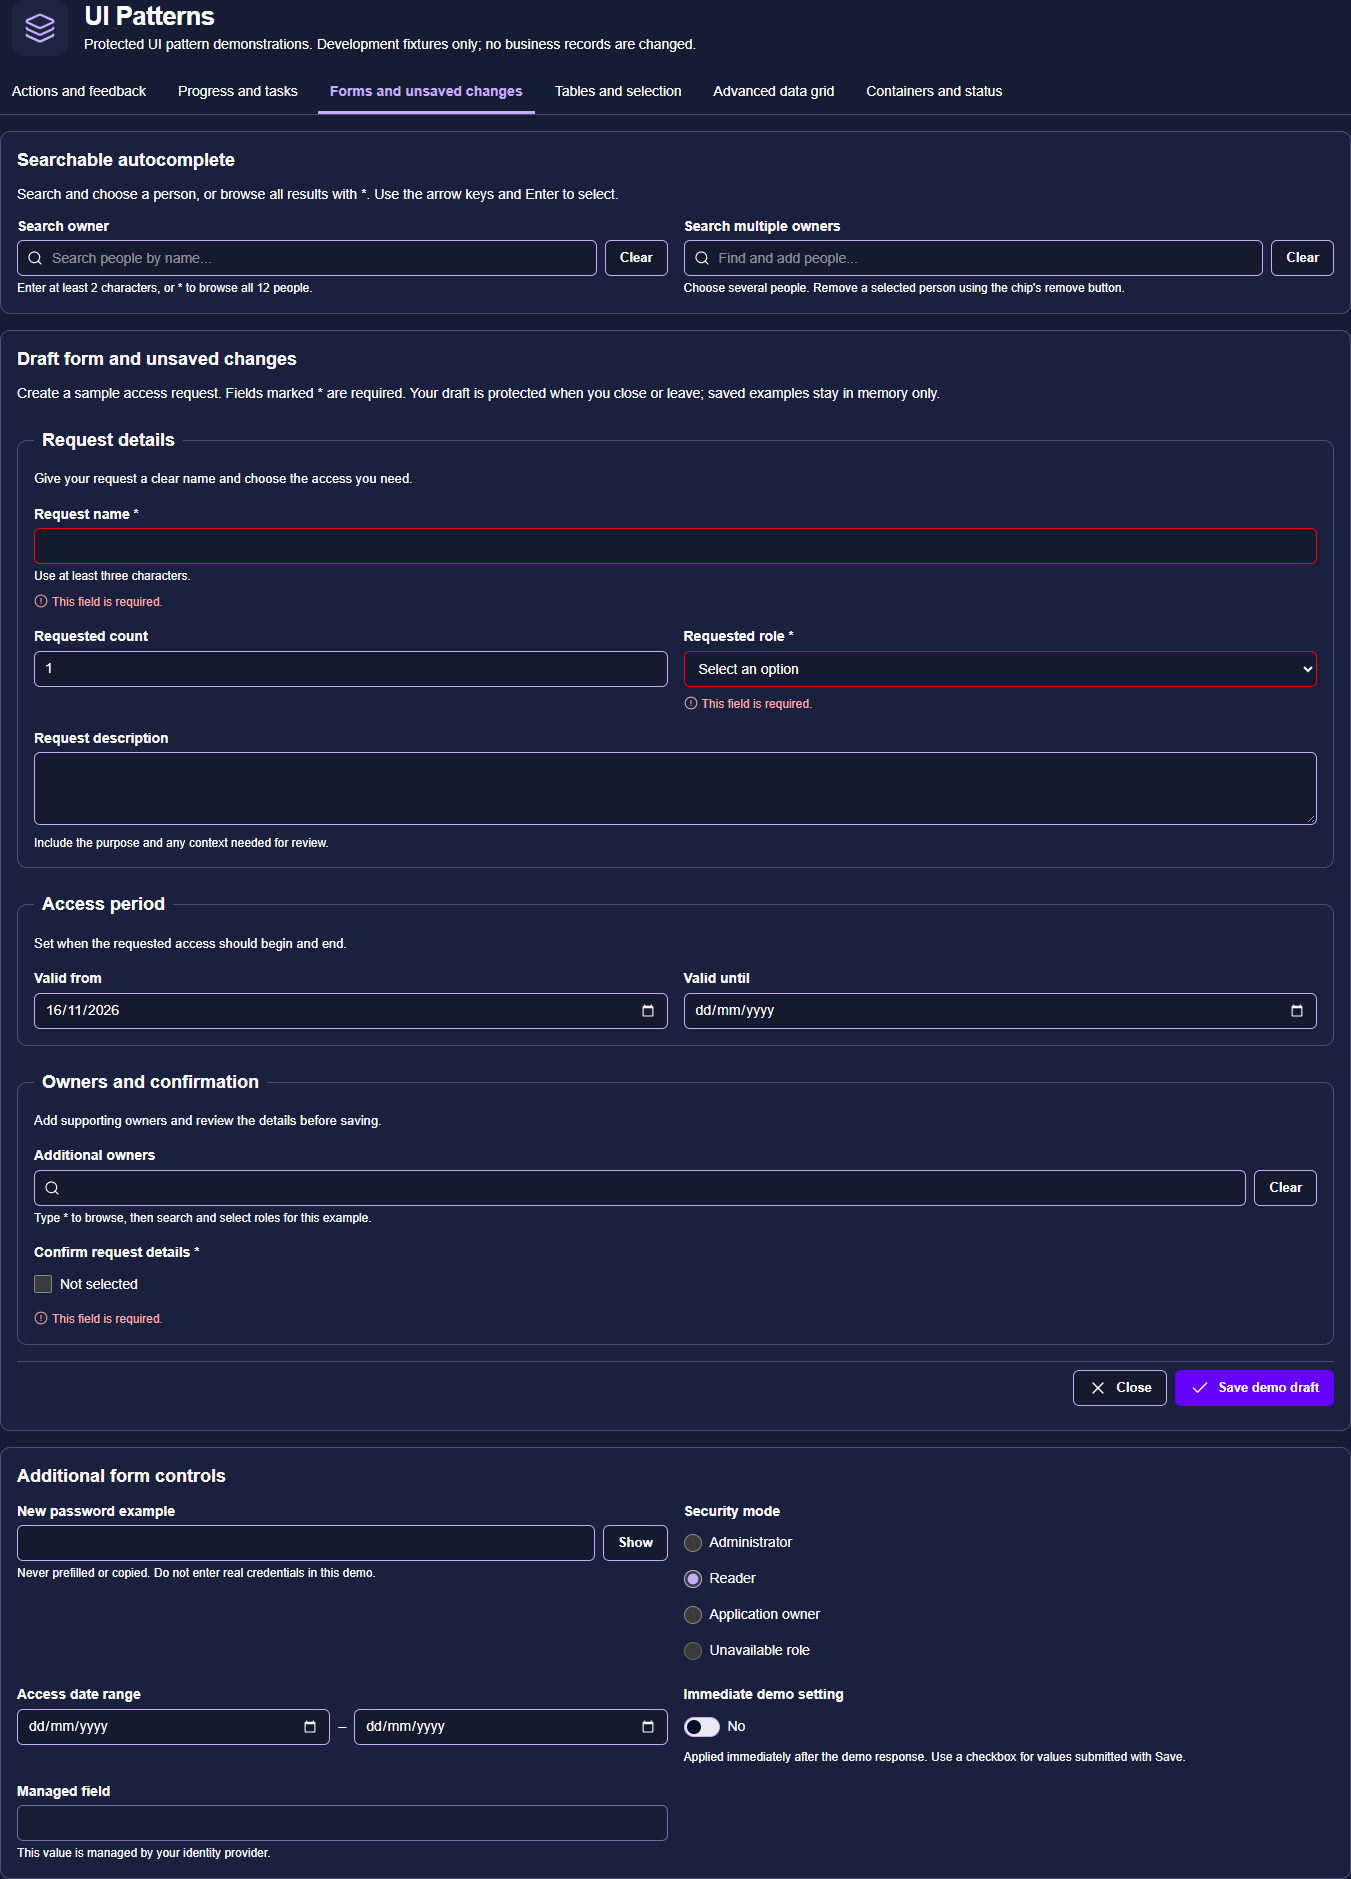 UI Patterns
Protected UI pattern demonstrations. Development fixtures only; no business records are changed.
Actions and feedback
Progress and tasks
Forms and unsaved changes
Tables and selection
Advanced data grid
Containers and status
Searchable autocomplete
Search and choose a person, or browse all results with *. Use the arrow keys and Enter to select.
Search owner
Search people by name...
Clear
Enter at least 2 characters, or * to browse all 12 people.
Search multiple owners
Find and add people...
Clear
Choose several people. Remove a selected person using the chip's remove button.
Draft form and unsaved changes
Create a sample access request. Fields marked * are required. Your draft is protected when you close or leave; saved examples stay in memory only.
Request details
Give your request a clear name and choose the access you need.
Request name *
Use at least three characters.
This field is required.
Requested count
1
Requested role *
Select an option
This field is required.
Request description
Include the purpose and any context needed for review.
Access period
Set when the requested access should begin and end.
Valid from
16/11/2026
Valid until
dd/mm/yyyy
Owners and confirmation
Add supporting owners and review the details before saving.
Additional owners
Clear
Type * to browse, then search and select roles for this example.
Confirm request details *
Not selected
This field is required.
Close
Save demo draft
Additional form controls
New password example
Show
Never prefilled or copied. Do not enter real credentials in this demo.
Security mode
Administrator
Reader
Application owner
Unavailable role
Access date range
dd/mm/yyyy – dd/mm/yyyy
Immediate demo setting
No
Applied immediately after the demo response. Use a checkbox for values submitted with Save.
Managed field
This value is managed by your identity provider.